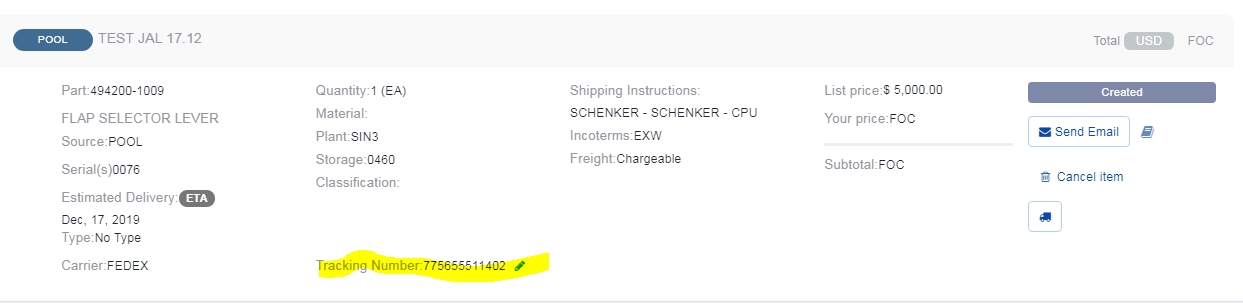 POOL TEST JAL 17.12
Total USD FOC
Part:494200-1009
FLAP SELECTOR LEVER
Source:POOL
Serial(s)0076
Estimated Delivery: ETA
Dec, 17, 2019
Type:No Type
Carrier:FEDEX
Quantity:1 (EA)
Material:
Plant:SIN3
Storage:0460
Classification:
Tracking Number:775655511402
Shipping Instructions:
SCHENKER - SCHENKER - CPU
Incoterms:EXW
Freight:Chargeable
List price:$ 5,000.00
Your price:FOC
Subtotal:FOC
Created
Send Email
Cancel item